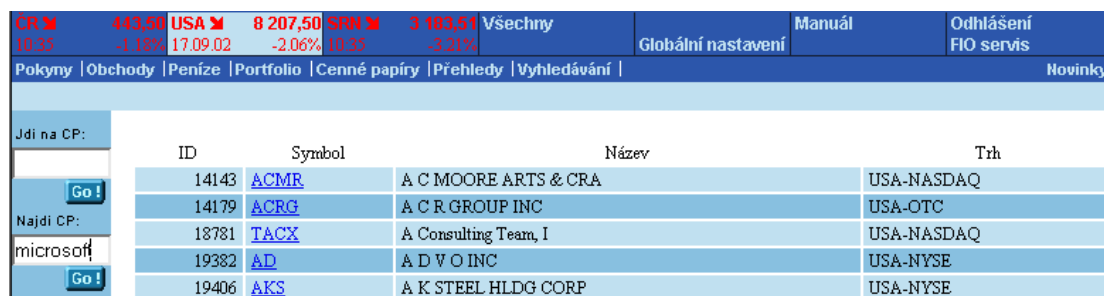 ČR 443,50 USA 8 207,50 SRN 3 183,51 Všechny Manuál Odhlášení
10:35 -1.18% 17.09.02 -2.06% 10:35 -3.21% Globální nastavení FIO servis
Pokyny |Obchody |Peníze |Portfolio |Cenné papíry |Přehledy |Vyhledávání | Novinky
Jdi na CP:
Go !
Najdi CP:
microsoft
Go !
ID Symbol Název Trh
14143 ACMR A C MOORE ARTS & CRA USA-NASDAQ
14179 ACRG A C R GROUP INC USA-OTC
18781 TACX A Consulting Team, I USA-NASDAQ
19382 AD A D V O INC USA-NYSE
19406 AKS A K STEEL HLDG CORP USA-NYSE